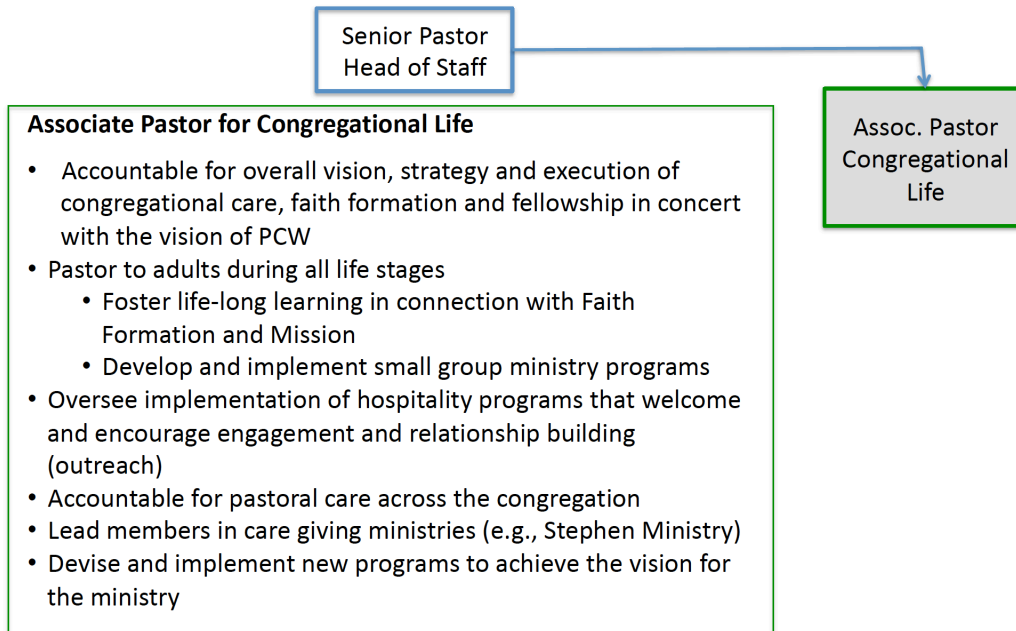 Senior Pastor
Head of Staff
Assoc. Pastor
Congregational
Life
Associate Pastor for Congregational Life
• Accountable for overall vision, strategy and execution of
congregational care, faith formation and fellowship in concert
with the vision of PCW
• Pastor to adults during all life stages
• Foster life-long learning in connection with Faith
Formation and Mission
• Develop and implement small group ministry programs
• Oversee implementation of hospitality programs that welcome
and encourage engagement and relationship building
(outreach)
• Accountable for pastoral care across the congregation
• Lead members in care giving ministries (e.g., Stephen Ministry)
• Devise and implement new programs to achieve the vision for
the ministry